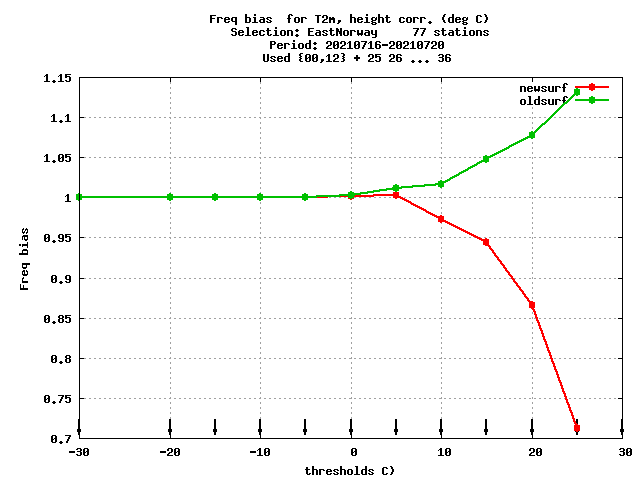 Freq bias  for T2m, height corr. (deg C)
Selection: EastNorway     77 stations
Period: 20210716-20210720
Used {00,12} + 25 26 ... 36
newsurf
oldsurf
1.15
1.1
1.05
1
0.95
0.9
0.85
0.8
0.75
0.7
Freq bias
-30
-20
-10
0
10
20
30
thresholds C)